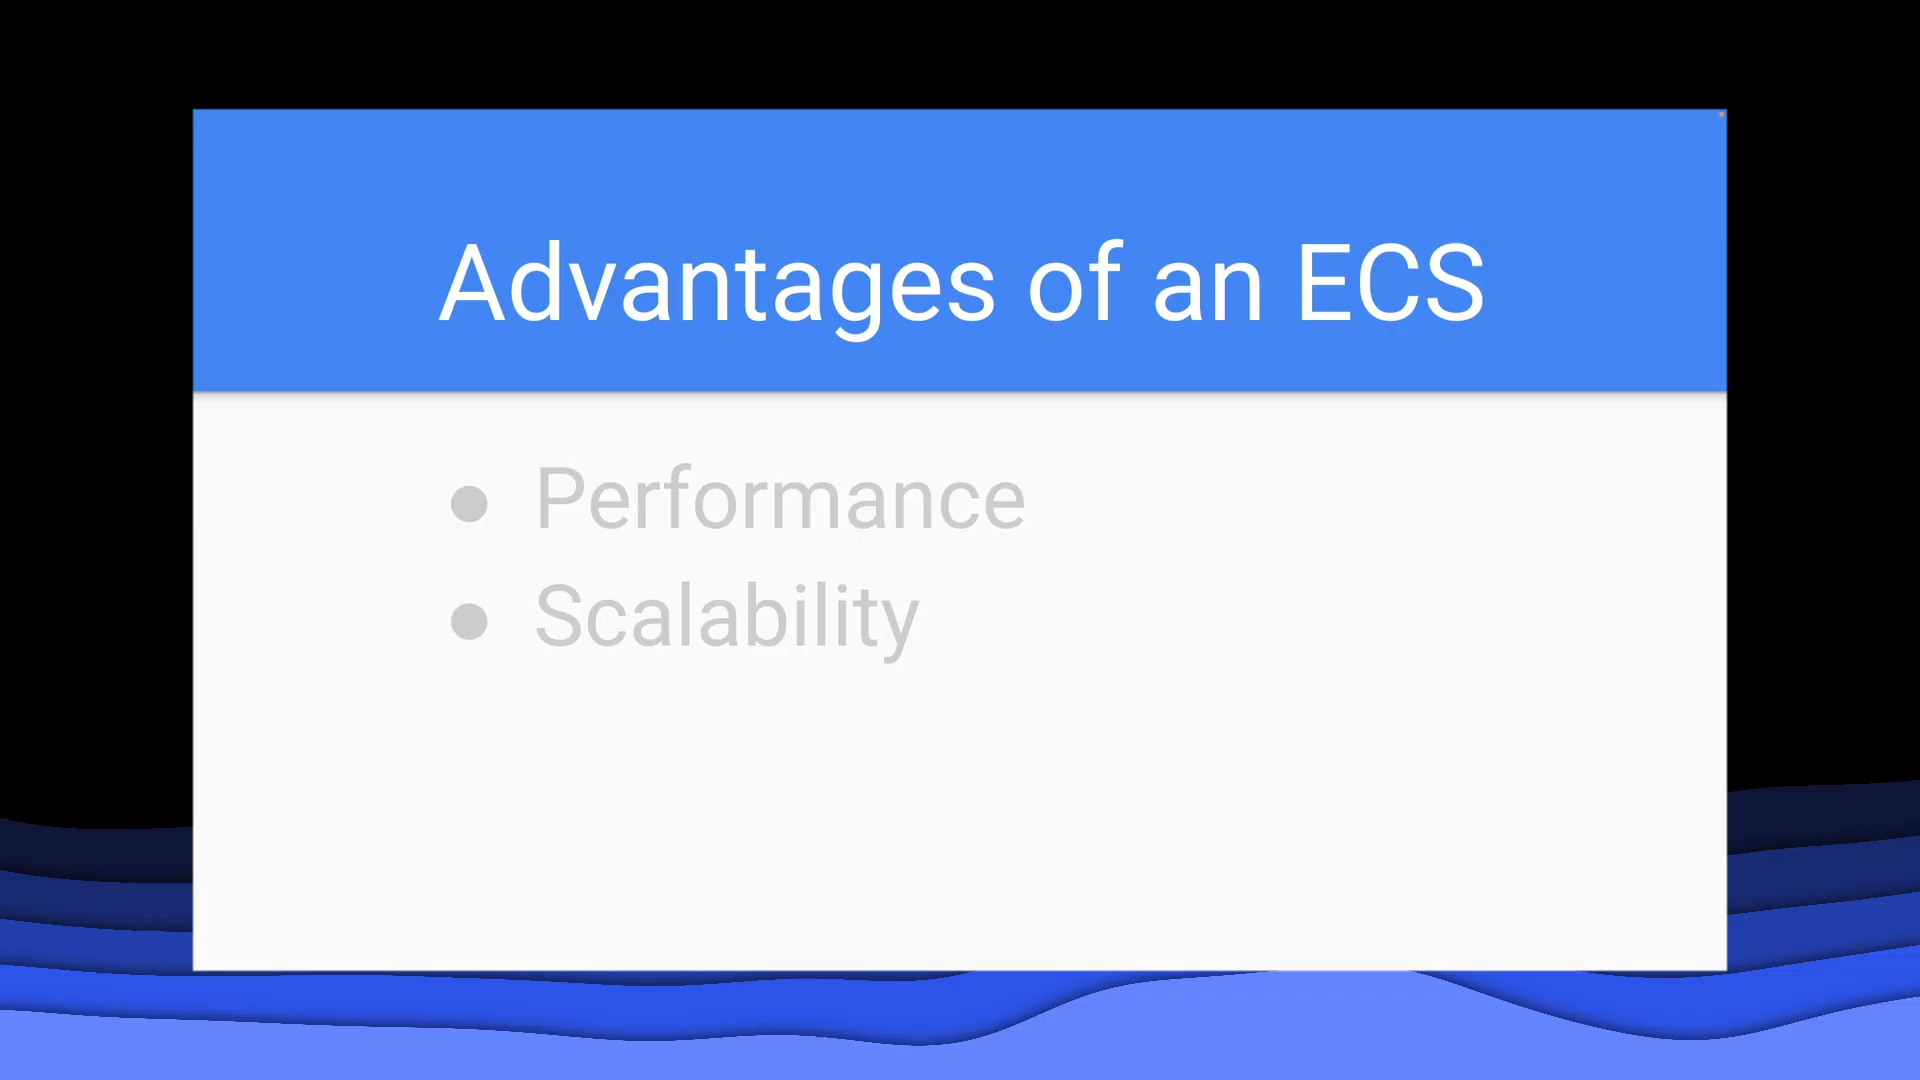 Advantages of an ECS
● Performance
● Scalability